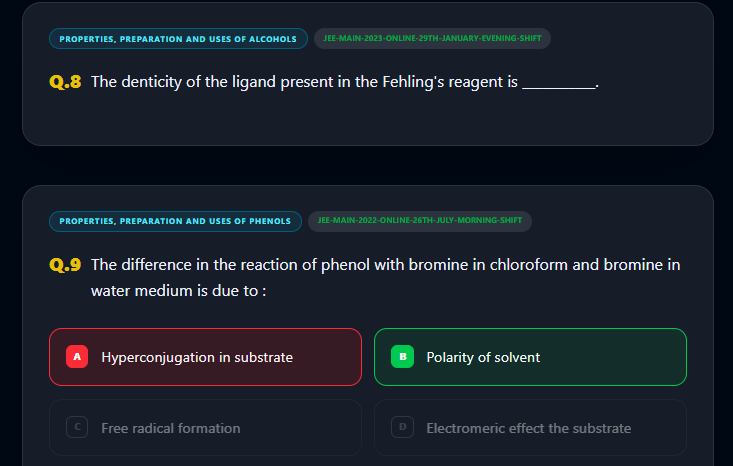 PROPERTIES, PREPARATION AND USES OF ALCOHOLS JEE-MAIN-2023-ONLINE-29TH-JANUARY-EVENING-SHIFT
Q.8 The denticity of the ligand present in the Fehling's reagent is __________.
PROPERTIES, PREPARATION AND USES OF PHENOLS JEE-MAIN-2022-ONLINE-26TH-JULY-MORNING-SHIFT
Q.9 The difference in the reaction of phenol with bromine in chloroform and bromine in
water medium is due to :
A Hyperconjugation in substrate
B Polarity of solvent
C Free radical formation
D Electromeric effect the substrate